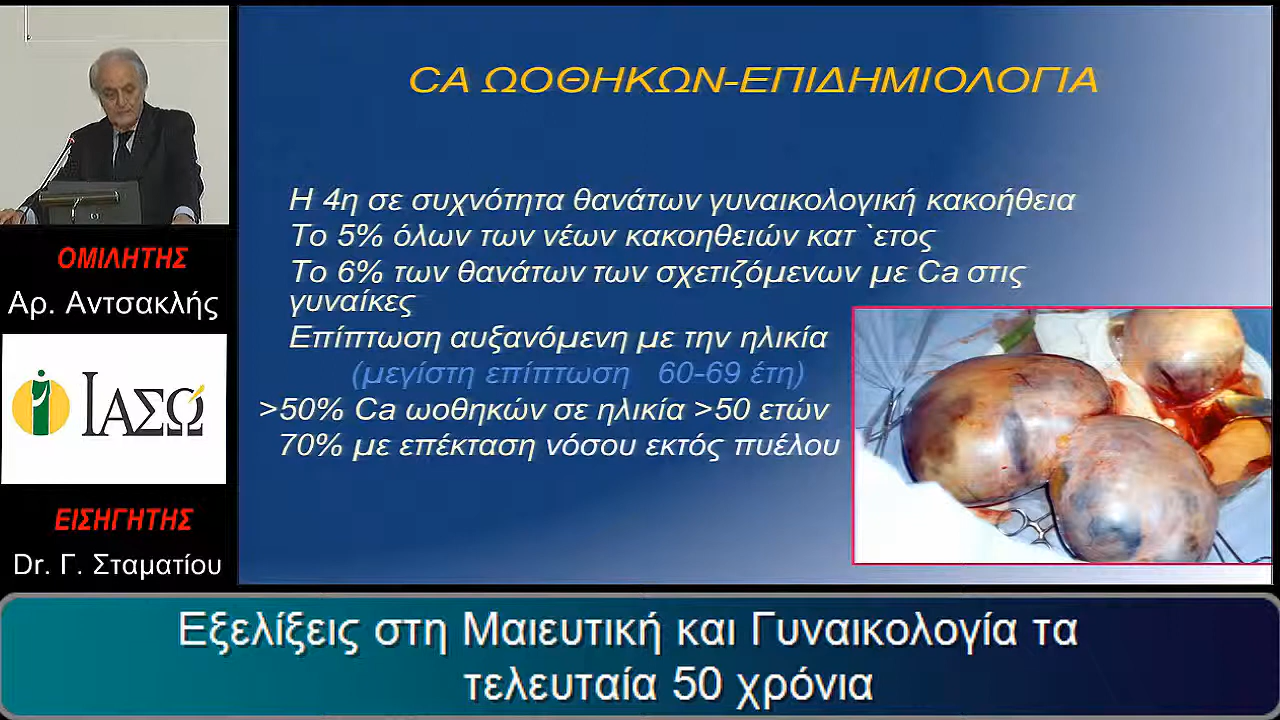 CA ΩΟΘΗΚΩΝ-ΕΠΙΔΗΜΙΟΛΟΓΙΑ
Η 4η σε συχνότητα θανάτων γυναικολογική κακοήθεια
Το 5% όλων των νέων κακοηθειών κατ `ετος
Το 6% των θανάτων των σχετιζόμενων με Ca στις
γυναίκες
Επίπτωση αυξανόμενη με την ηλικία
(μεγίστη επίπτωση 60-69 έτη)
>50% Ca ωοθηκών σε ηλικία >50 ετών
70% με επέκταση νόσου εκτός πυέλου
ΟΜΙΛΗΤΗΣ
Αρ. Αντσακλής
ΙΑΣΩ
ΕΙΣΗΓΗΤΗΣ
Dr. Γ. Σταματίου
Εξελίξεις στη Μαιευτική και Γυναικολογία τα
τελευταία 50 χρόνια